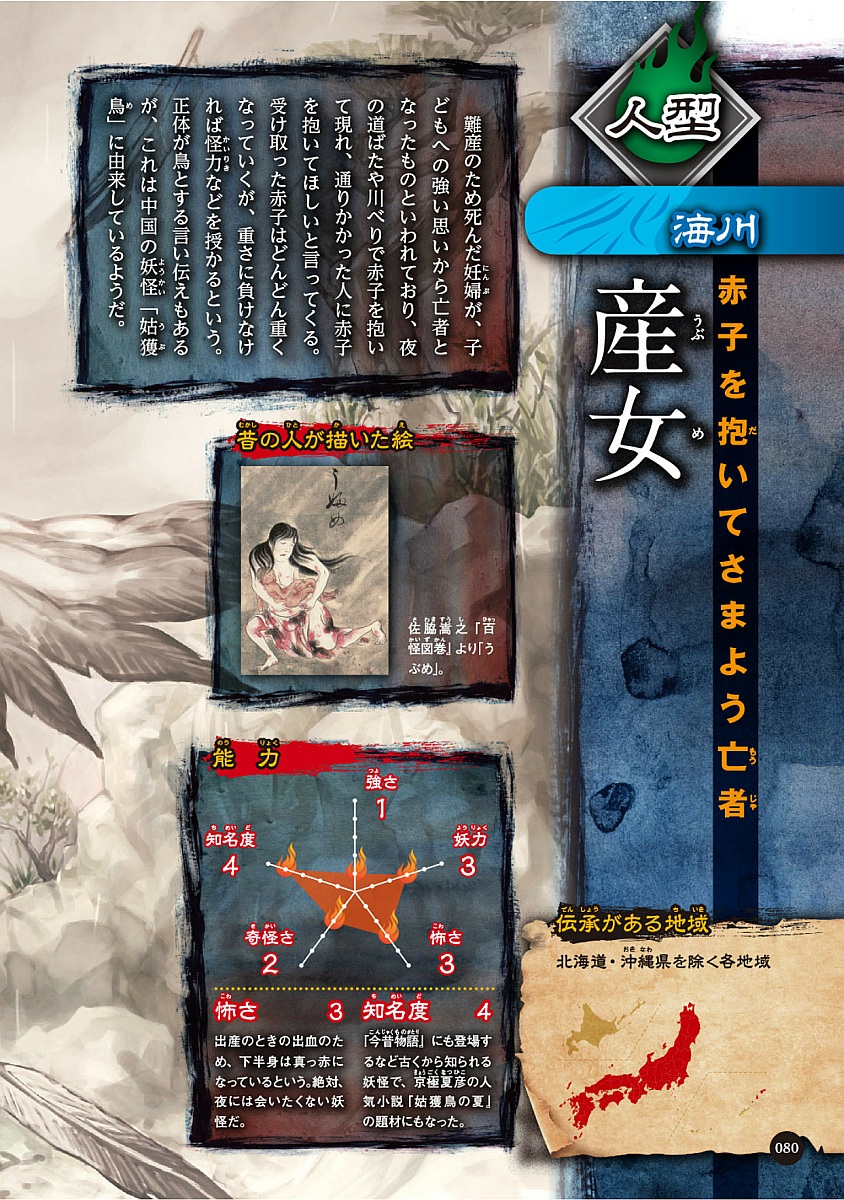 人型
海川
赤子を抱いてさまよう亡者
産女
うぶめ
難産のため死んだ妊婦が、子
どもへの強い思いから亡者と
なったものといわれており、夜
の道ばたや川べりで赤子を抱い
て現れ、通りかかった人に赤子
を抱いてほしいと言ってくる。
受け取った赤子はどんどん重く
なっていくが、重さに負けなけ
れば怪力などを授かるという。
正体が鳥とする言い伝えもある
が、これは中国の妖怪「姑獲
鳥」に由来しているようだ。
昔の人が描いた絵
うぶめ
佐脇嵩之『百
怪図巻』より「う
ぶめ」。
能力
強さ
1
妖力
3
怖さ
3
奇怪さ
2
知名度
4
怖さ 3
出産のときの出血のた
め、下半身は真っ赤に
なっているという。絶対、
夜には会いたくない妖
怪だ。
知名度 4
『今昔物語』にも登場す
るなど古くから知られる
妖怪で、京極夏彦の人
気小説『姑獲鳥の夏』
の題材にもなった。
伝承がある地域
北海道・沖縄県を除く各地域
080